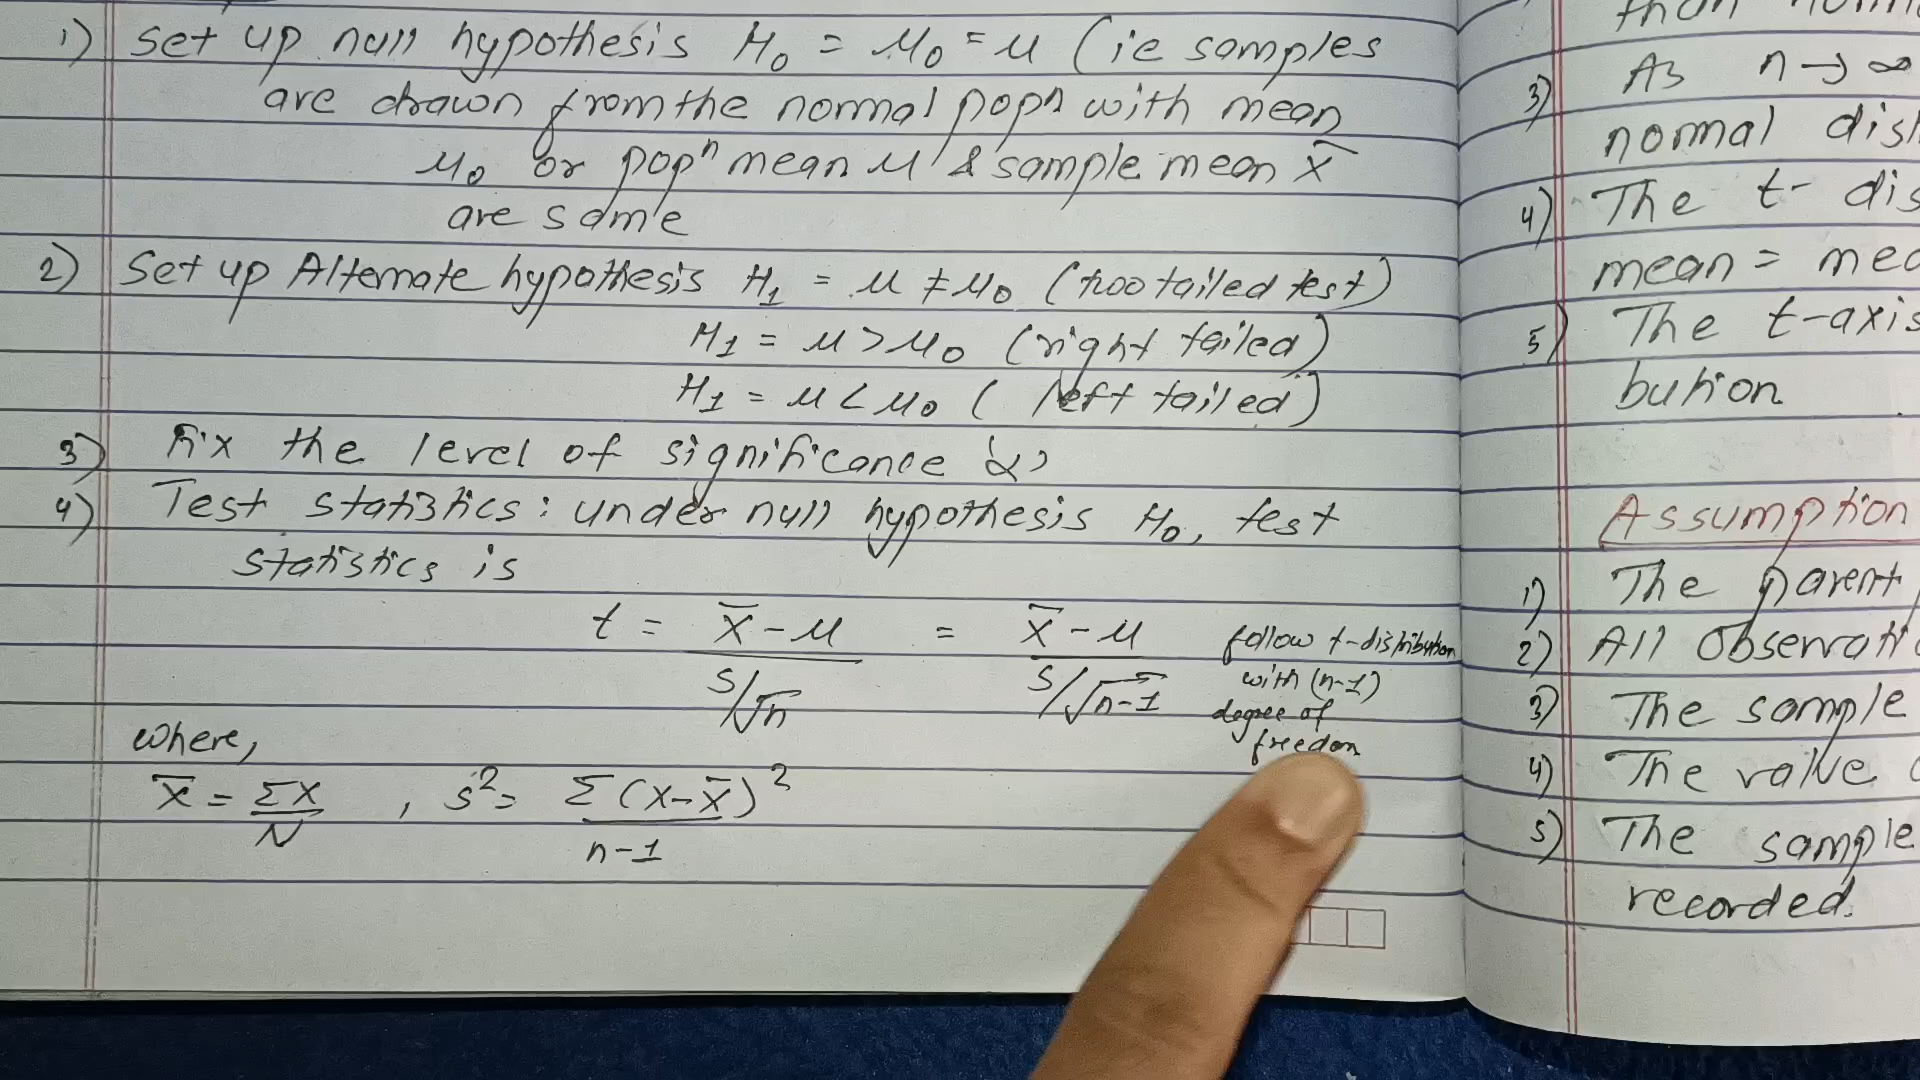 1) Set up null hypothesis H₀ = μ₀ = μ (ie samples
are drawn from the normal popⁿ with mean
μ₀ or popⁿ mean μ & sample mean x̄
are same
2) Set up Alternate hypothesis H₁ = μ ≠ μ₀ (two tailed test)
H₁ = μ > μ₀ (right tailed)
H₁ = μ < μ₀ ( left tailed)
3) Fix the level of significance 'α'
4) Test statistics : under null hypothesis H₀, test
statistics is
t = x̄ - μ = x̄ - μ follow t-distribution
S/√n S/√n-1 with (n-1)
degree of
freedom
where,
x̄ = Σx , s² = Σ(x-x̄)²
N n-1
than
3) As n→∞
normal
4) The t-
mean =
5) The t-axis
bution
Assumption
1) The parent
2) All
3) The sample
4) The value
5) The sample
recorded.